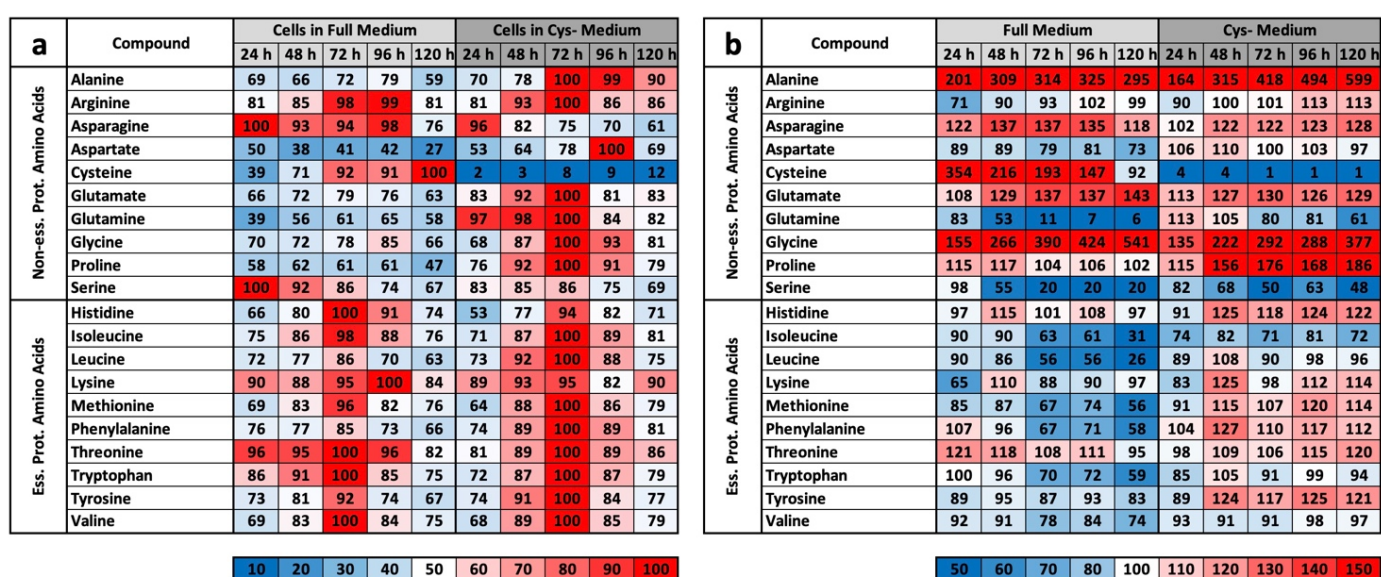 a Compound Cells in Full Medium Cells in Cys- Medium
24 h 48 h 72 h 96 h 120 h 24 h 48 h 72 h 96 h 120 h
Non-ess. Prot. Amino Acids
Alanine 69 66 72 79 59 70 78 100 99 90
Arginine 81 85 98 99 81 81 93 100 86 86
Asparagine 100 93 94 98 76 96 82 75 70 61
Aspartate 50 38 41 42 27 53 64 78 100 69
Cysteine 39 71 92 91 100 2 3 8 9 12
Glutamate 66 72 79 76 63 83 92 100 81 83
Glutamine 39 56 61 65 58 97 98 100 84 82
Glycine 70 72 78 85 66 68 87 100 93 81
Proline 58 62 61 61 47 76 92 100 91 79
Serine 100 92 86 74 67 83 85 86 75 69
Ess. Prot. Amino Acids
Histidine 66 80 100 91 74 53 77 94 82 71
Isoleucine 75 86 98 88 76 71 87 100 89 81
Leucine 72 77 86 70 63 73 92 100 88 75
Lysine 90 88 95 100 84 89 93 95 82 90
Methionine 69 83 96 82 76 64 88 100 86 79
Phenylalanine 76 77 85 73 66 74 89 100 89 81
Threonine 96 95 100 96 82 81 89 100 89 86
Tryptophan 86 91 100 85 75 72 87 100 87 79
Tyrosine 73 81 92 74 67 74 91 100 84 77
Valine 69 83 100 84 75 68 89 100 85 79
10 20 30 40 50 60 70 80 90 100
b Compound Full Medium Cys- Medium
24 h 48 h 72 h 96 h 120 h 24 h 48 h 72 h 96 h 120 h
Non-ess. Prot. Amino Acids
Alanine 201 309 314 325 295 164 315 418 494 599
Arginine 71 90 93 102 99 90 100 101 113 113
Asparagine 122 137 137 135 118 102 122 122 123 128
Aspartate 89 89 79 81 73 106 110 100 103 97
Cysteine 354 216 193 147 92 4 4 1 1 1
Glutamate 108 129 137 137 143 113 127 130 126 129
Glutamine 83 53 11 7 6 113 105 80 81 61
Glycine 155 266 390 424 541 135 222 292 288 377
Proline 115 117 104 106 102 115 156 176 168 186
Serine 98 55 20 20 20 82 68 50 63 48
Ess. Prot. Amino Acids
Histidine 97 115 101 108 97 91 125 118 124 122
Isoleucine 90 90 63 61 31 74 82 71 81 72
Leucine 90 86 56 56 26 89 108 90 98 96
Lysine 65 110 88 90 97 83 125 98 112 114
Methionine 85 87 67 74 56 91 115 107 120 114
Phenylalanine 107 96 67 71 58 104 127 110 117 112
Threonine 121 118 108 111 95 98 109 106 115 120
Tryptophan 100 96 70 72 59 85 105 91 99 94
Tyrosine 89 95 87 93 83 89 124 117 125 121
Valine 92 91 78 84 74 93 91 91 98 97
50 60 70 80 100 110 120 130 140 150